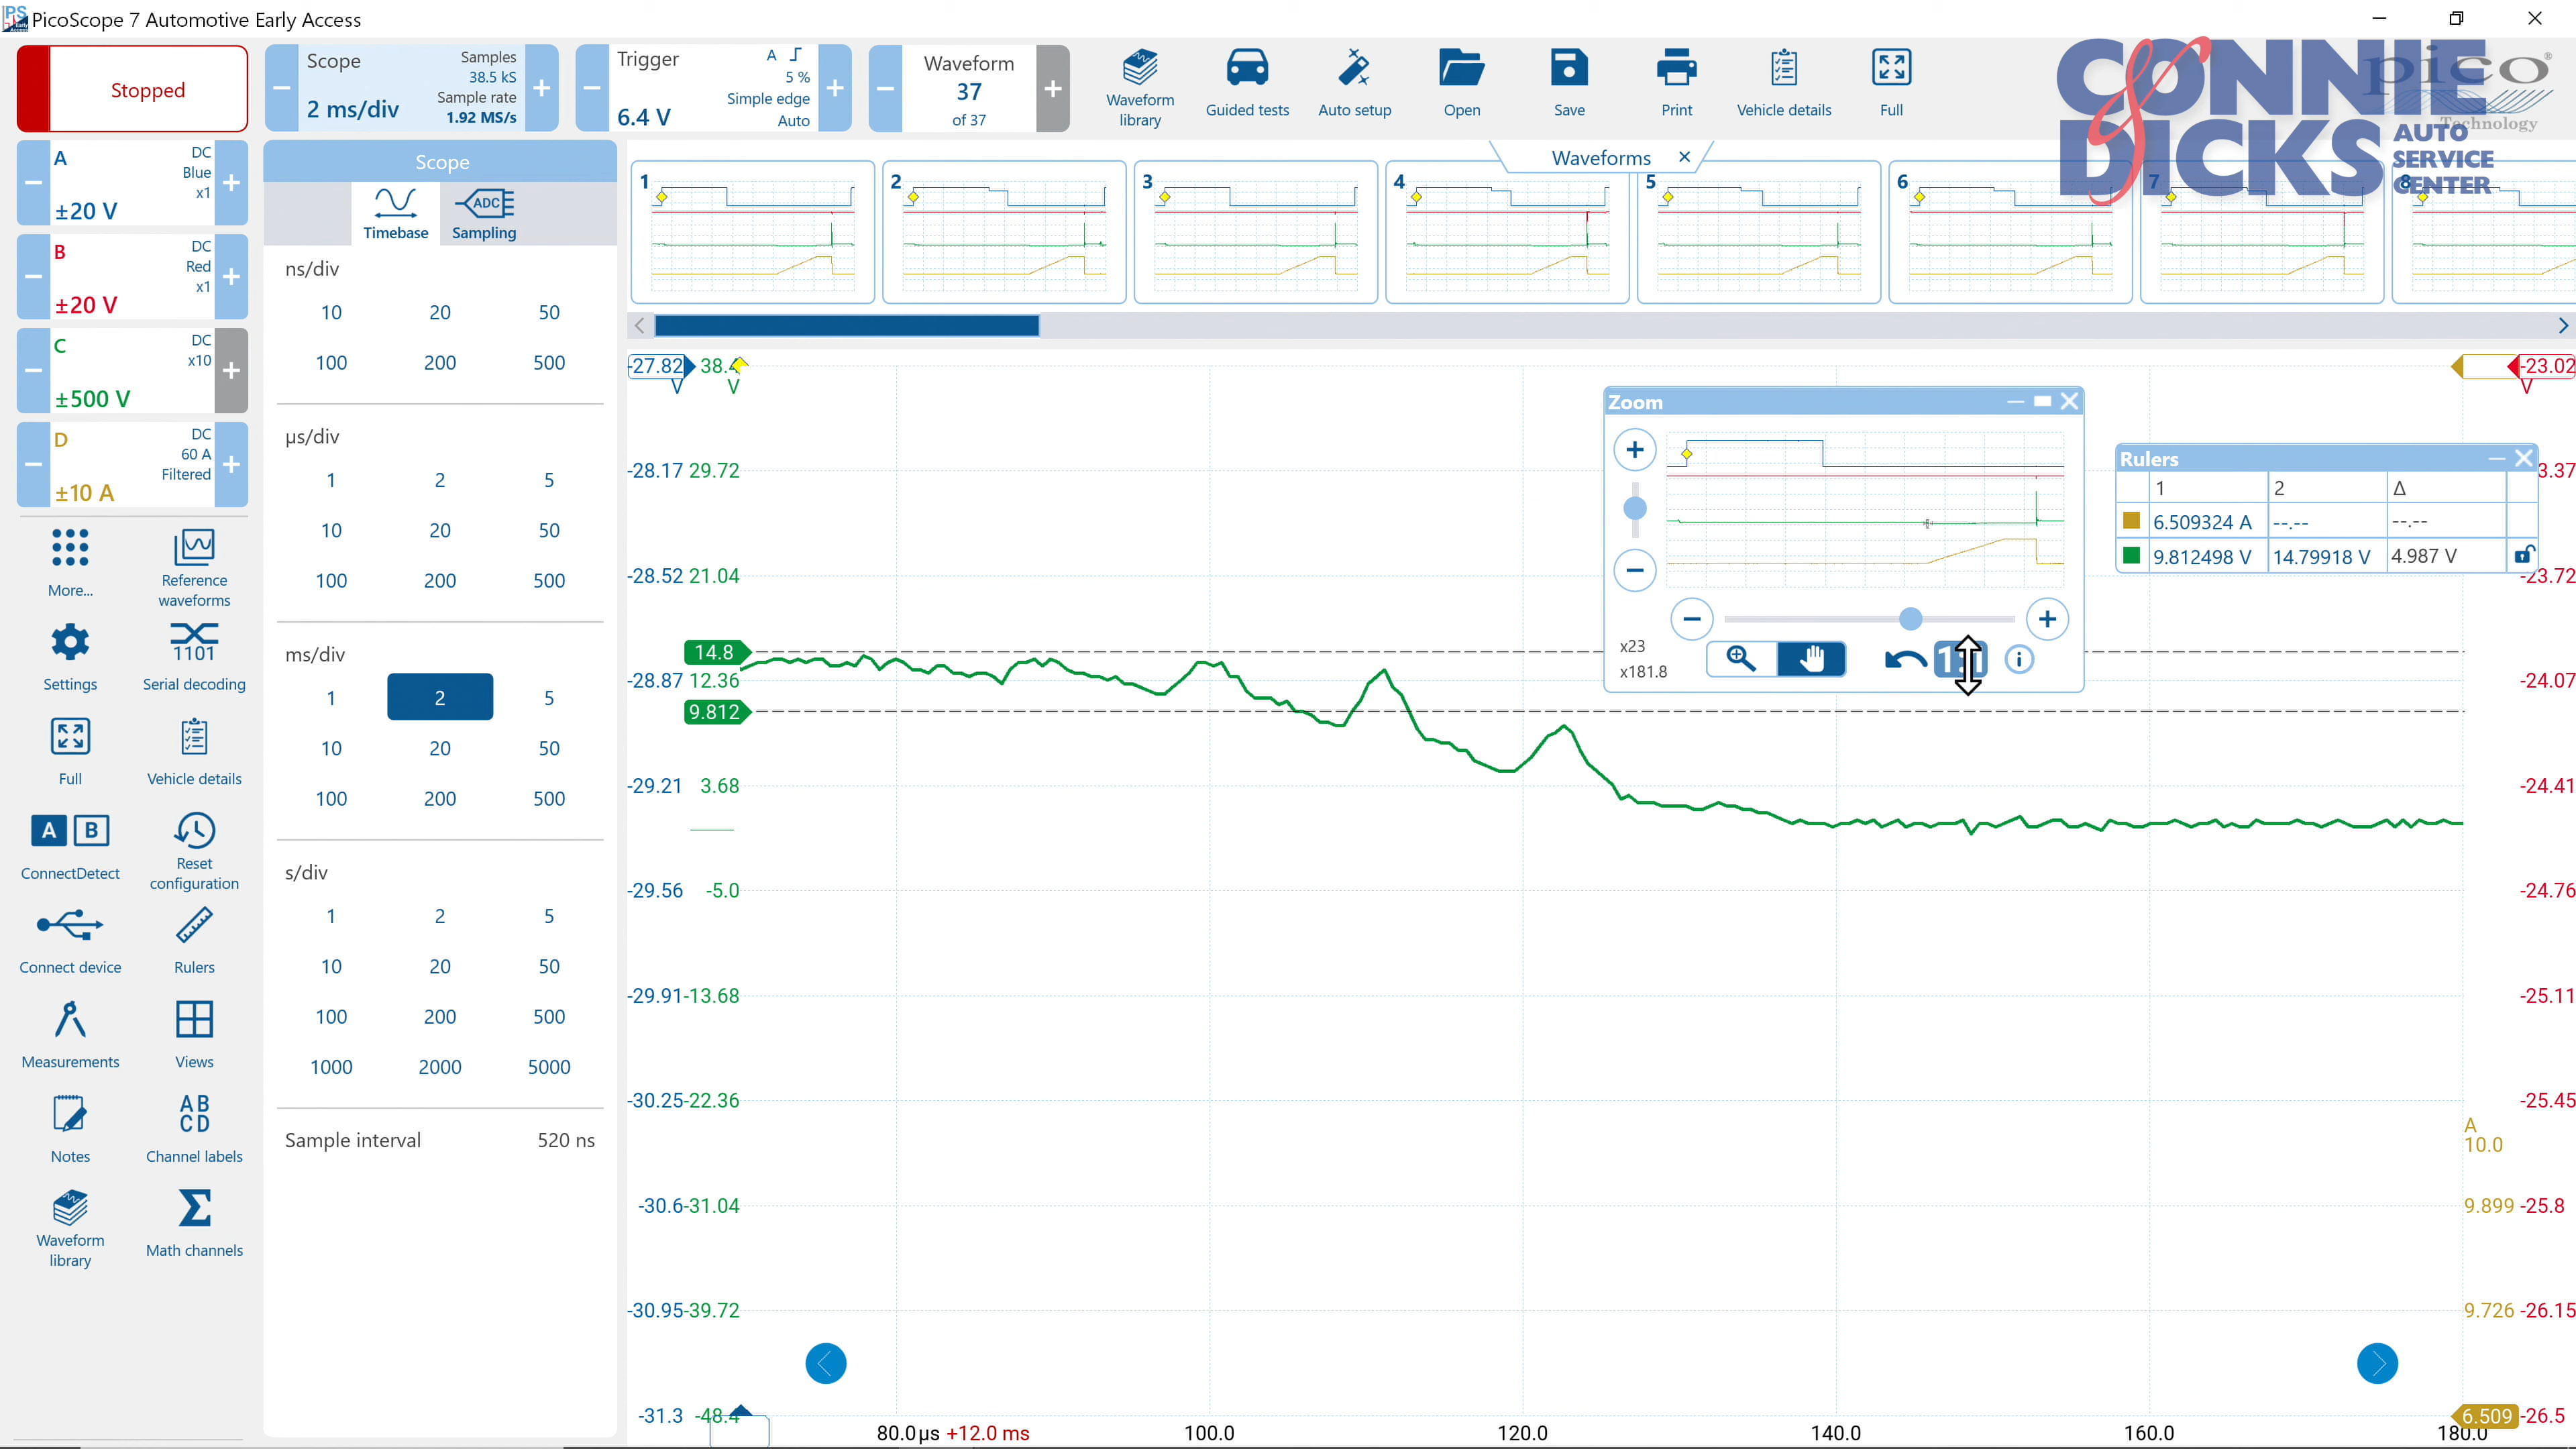 PicoScope 7 Automotive Early Access
Stopped
Scope
2 ms/div
Samples
38.5 kS
Sample rate
1.92 MS/s
Trigger
6.4 V
A
5 %
Simple edge
Auto
Waveform
37
of 37
Waveform library
Guided tests
Auto setup
Open
Save
Print
Vehicle details
Full
CONNIE & DICKS
AUTO
SERVICE
CENTER
pico
Technology
A
DC
Blue
x1
±20 V
B
DC
Red
x1
±20 V
C
DC
x10
±500 V
D
DC
60 A
Filtered
±10 A
More...
Reference waveforms
Settings
Serial decoding
Full
Vehicle details
ConnectDetect
Reset configuration
Connect device
Rulers
Measurements
Views
Notes
Channel labels
Waveform library
Math channels
Scope
Timebase
ADC
Sampling
ns/div
10 20 50
100 200 500
µs/div
1 2 5
10 20 50
100 200 500
ms/div
1 2 5
10 20 50
100 200 500
s/div
1 2 5
10 20 50
100 200 500
1000 2000 5000
Sample interval 520 ns
Waveforms
1 2 3 4 5 6 7 8
-27.82 V
38.4 V
-28.17 29.72
-28.52 21.04
14.8
-28.87 12.36
9.812
-29.21 3.68
-29.56 -5.0
-29.91 -13.68
-30.25 -22.36
-30.6 -31.04
-30.95 -39.72
-31.3 -48.4
Zoom
x23
x181.8
Rulers
1 2 Δ
6.509324 A --.-- --.--
9.812498 V 14.79918 V 4.987 V
-23.02 V
3.37
-23.72
-24.07
-24.41
-24.76
-25.11
-25.45
A
10.0
9.899 -25.8
9.726 -26.15
6.509 -26.5
80.0µs +12.0 ms 100.0 120.0 140.0 160.0 180.0